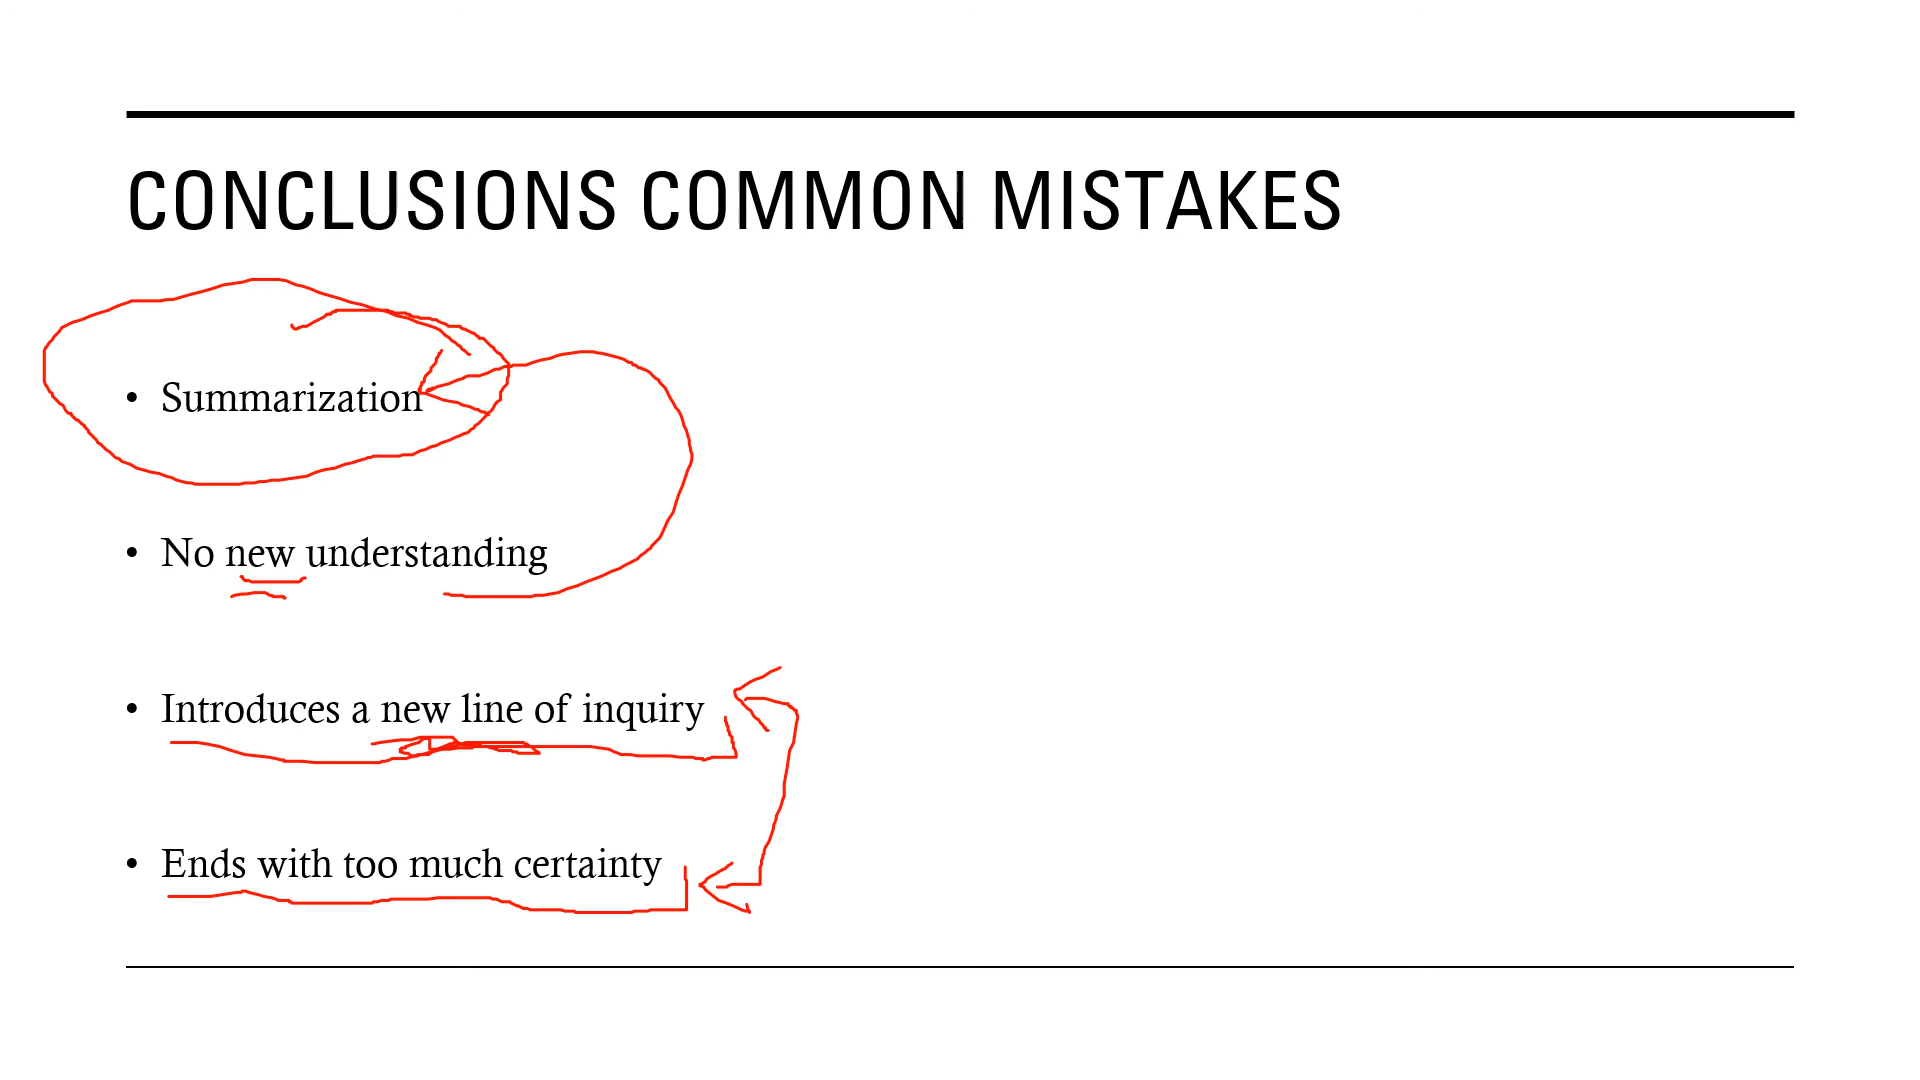 CONCLUSIONS COMMON MISTAKES
• Summarization
• No new understanding
• Introduces a new line of inquiry
• Ends with too much certainty